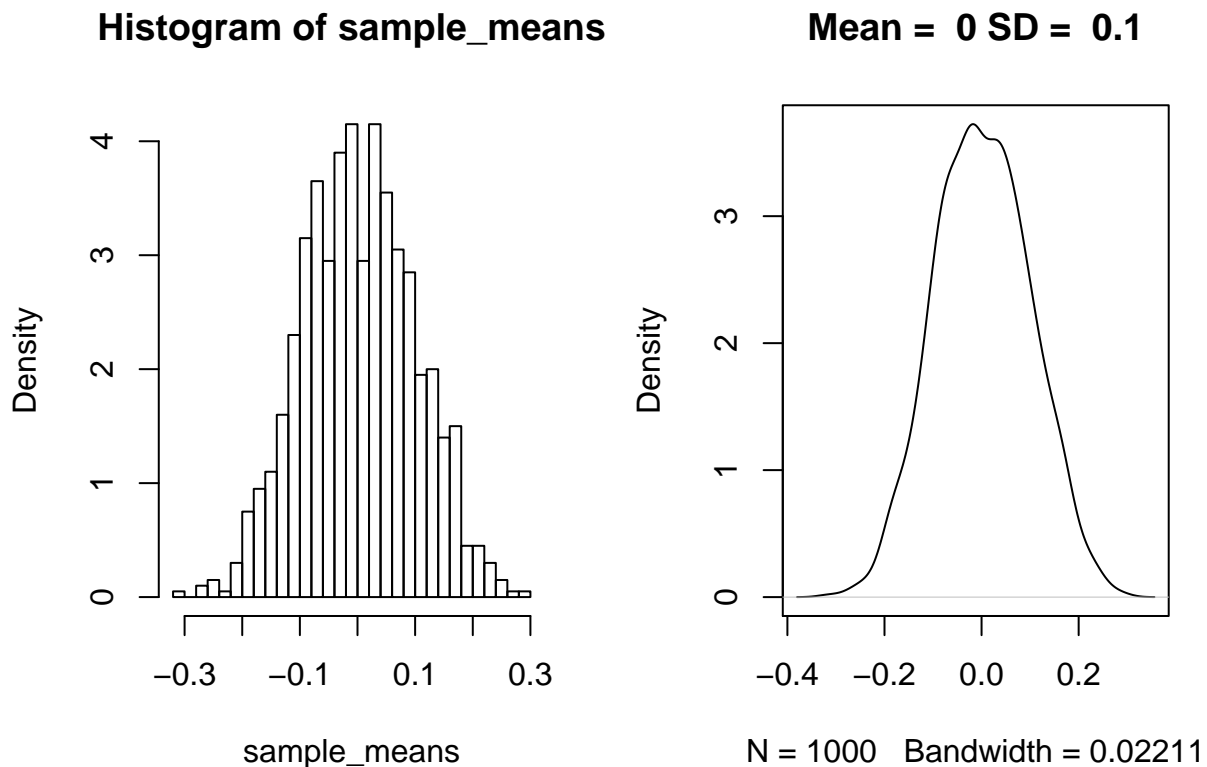 Histogram of sample_means
Density
0 1 2 3 4
−0.3 −0.1 0.1 0.3
sample_means
Mean =  0 SD =  0.1
Density
0 1 2 3
−0.4 −0.2 0.0 0.2
N = 1000   Bandwidth = 0.02211